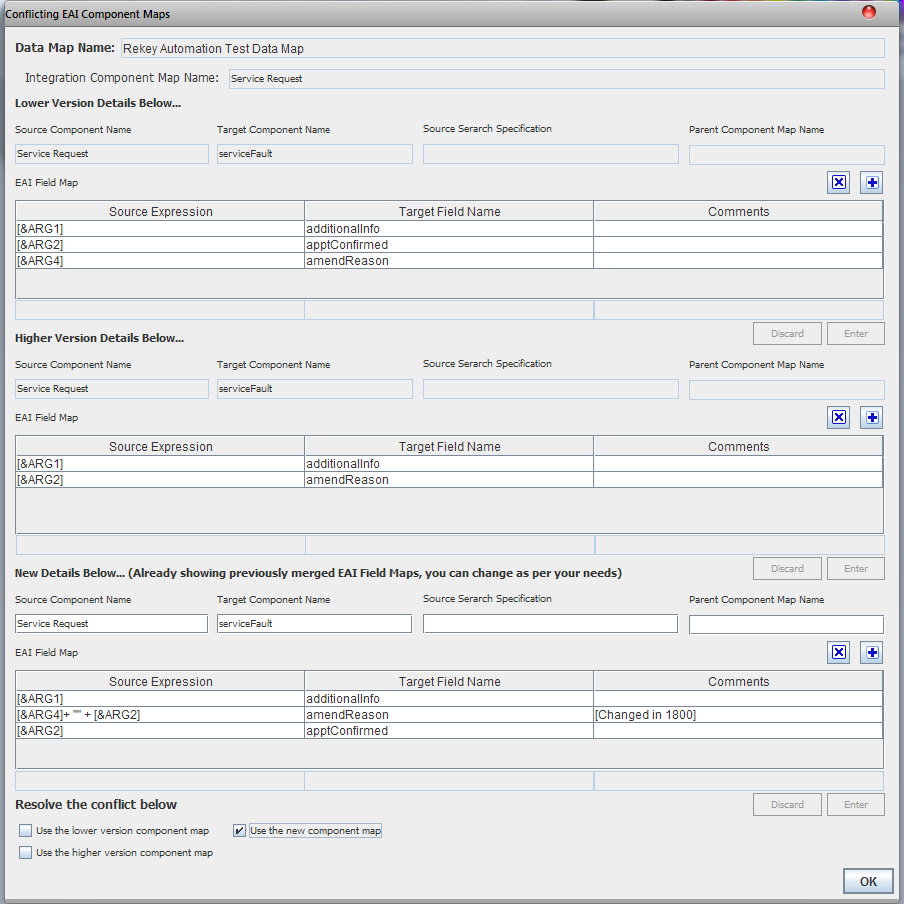 Conflicting EAI Component Maps
Data Map Name: Rekey Automation Test Data Map
Integration Component Map Name: Service Request
Lower Version Details Below...
Source Component Name Target Component Name Source Serarch Specification Parent Component Map Name
Service Request serviceFault
EAI Field Map
Source Expression Target Field Name Comments
[&ARG1] additionalInfo
[&ARG2] apptConfirmed
[&ARG4] amendReason
Discard Enter
Higher Version Details Below...
Source Component Name Target Component Name Source Serarch Specification Parent Component Map Name
Service Request serviceFault
EAI Field Map
Source Expression Target Field Name Comments
[&ARG1] additionalInfo
[&ARG2] amendReason
Discard Enter
New Details Below... (Already showing previously merged EAI Field Maps, you can change as per your needs)
Source Component Name Target Component Name Source Serarch Specification Parent Component Map Name
Service Request serviceFault
EAI Field Map
Source Expression Target Field Name Comments
[&ARG1] additionalInfo
[&ARG4]+ "" + [&ARG2] amendReason [Changed in 1800]
[&ARG2] apptConfirmed
Discard Enter
Resolve the conflict below
Use the lower version component map Use the new component map
Use the higher version component map
OK